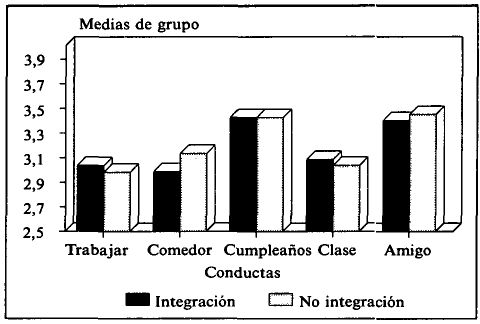 Medias de grupo
3,9
3,7
3,5
3,3
3,1
2,9
2,7
2,5
Trabajar Comedor Cumpleaños Clase Amigo
Conductas
Integración No integración